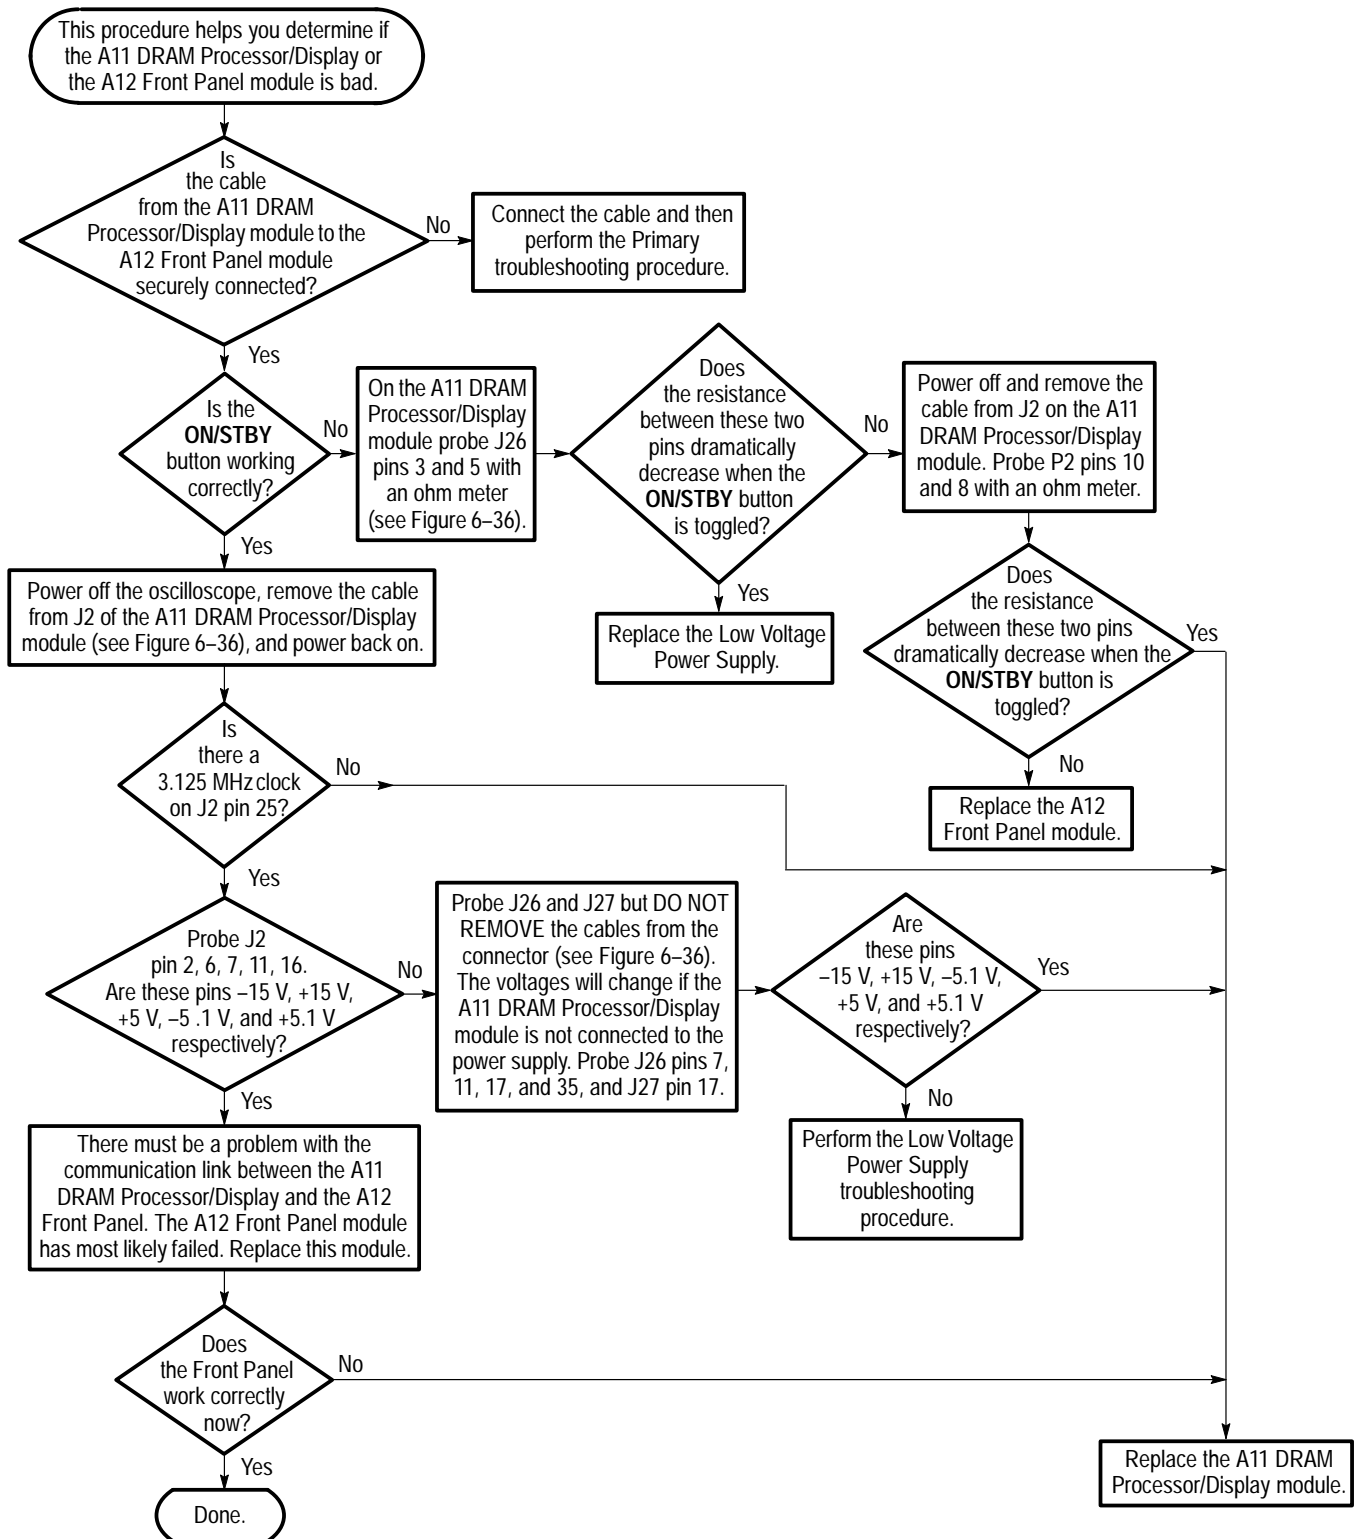 This procedure helps you determine if
the A11 DRAM Processor/Display or
the A12 Front Panel module is bad.
Is
the cable
from the A11 DRAM
Processor/Display module to the
A12 Front Panel module
securely connected?
No
Connect the cable and then
perform the Primary
troubleshooting procedure.
Yes
Is the
ON/STBY
button working
correctly?
No
On the A11 DRAM
Processor/Display
module probe J26
pins 3 and 5 with
an ohm meter
(see Figure 6–36).
Does
the resistance
between these two
pins dramatically
decrease when the
ON/STBY button
is toggled?
No
Power off and remove the
cable from J2 on the A11
DRAM Processor/Display
module. Probe P2 pins 10
and 8 with an ohm meter.
Yes
Replace the Low Voltage
Power Supply.
Does
the resistance
between these two pins
dramatically decrease when the
ON/STBY button is
toggled?
Yes
No
Replace the A12
Front Panel module.
Yes
Power off the oscilloscope, remove the cable
from J2 of the A11 DRAM Processor/Display
module (see Figure 6–36), and power back on.
Is
there a
3.125 MHz clock
on J2 pin 25?
No
Yes
Probe J2
pin 2, 6, 7, 11, 16.
Are these pins –15 V, +15 V,
+5 V, –5 .1 V, and +5.1 V
respectively?
No
Probe J26 and J27 but DO NOT
REMOVE the cables from the
connector (see Figure 6–36).
The voltages will change if the
A11 DRAM Processor/Display
module is not connected to the
power supply. Probe J26 pins 7,
11, 17, and 35, and J27 pin 17.
Are
these pins
–15 V, +15 V, –5.1 V,
+5 V, and +5.1 V
respectively?
Yes
No
Perform the Low Voltage
Power Supply
troubleshooting
procedure.
Yes
There must be a problem with the
communication link between the A11
DRAM Processor/Display and the A12
Front Panel. The A12 Front Panel module
has most likely failed. Replace this module.
Does
the Front Panel
work correctly
now?
No
Yes
Done.
Replace the A11 DRAM
Processor/Display module.